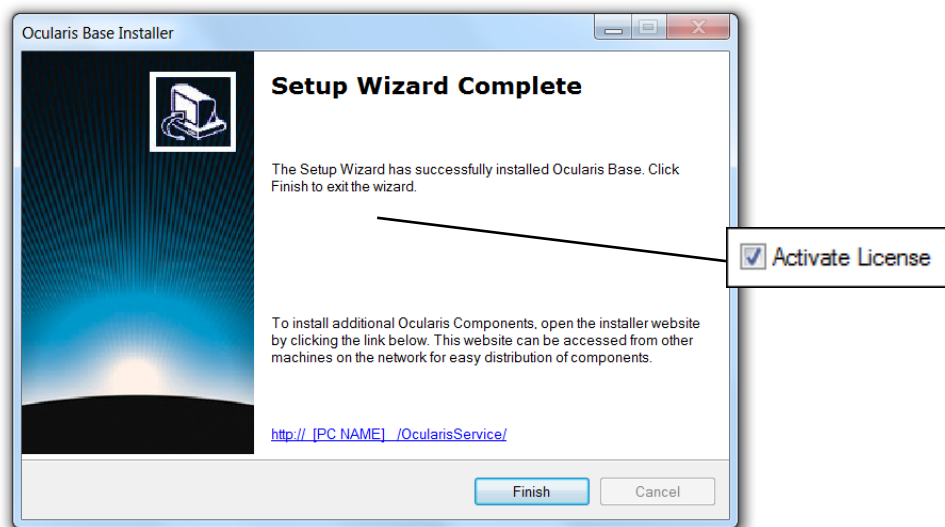 Ocularis Base Installer
Setup Wizard Complete
The Setup Wizard has successfully installed Ocularis Base. Click
Finish to exit the wizard.
Activate License
To install additional Ocularis Components, open the installer website
by clicking the link below. This website can be accessed from other
machines on the network for easy distribution of components.
http:// [PC NAME] /OcularisService/
Finish
Cancel